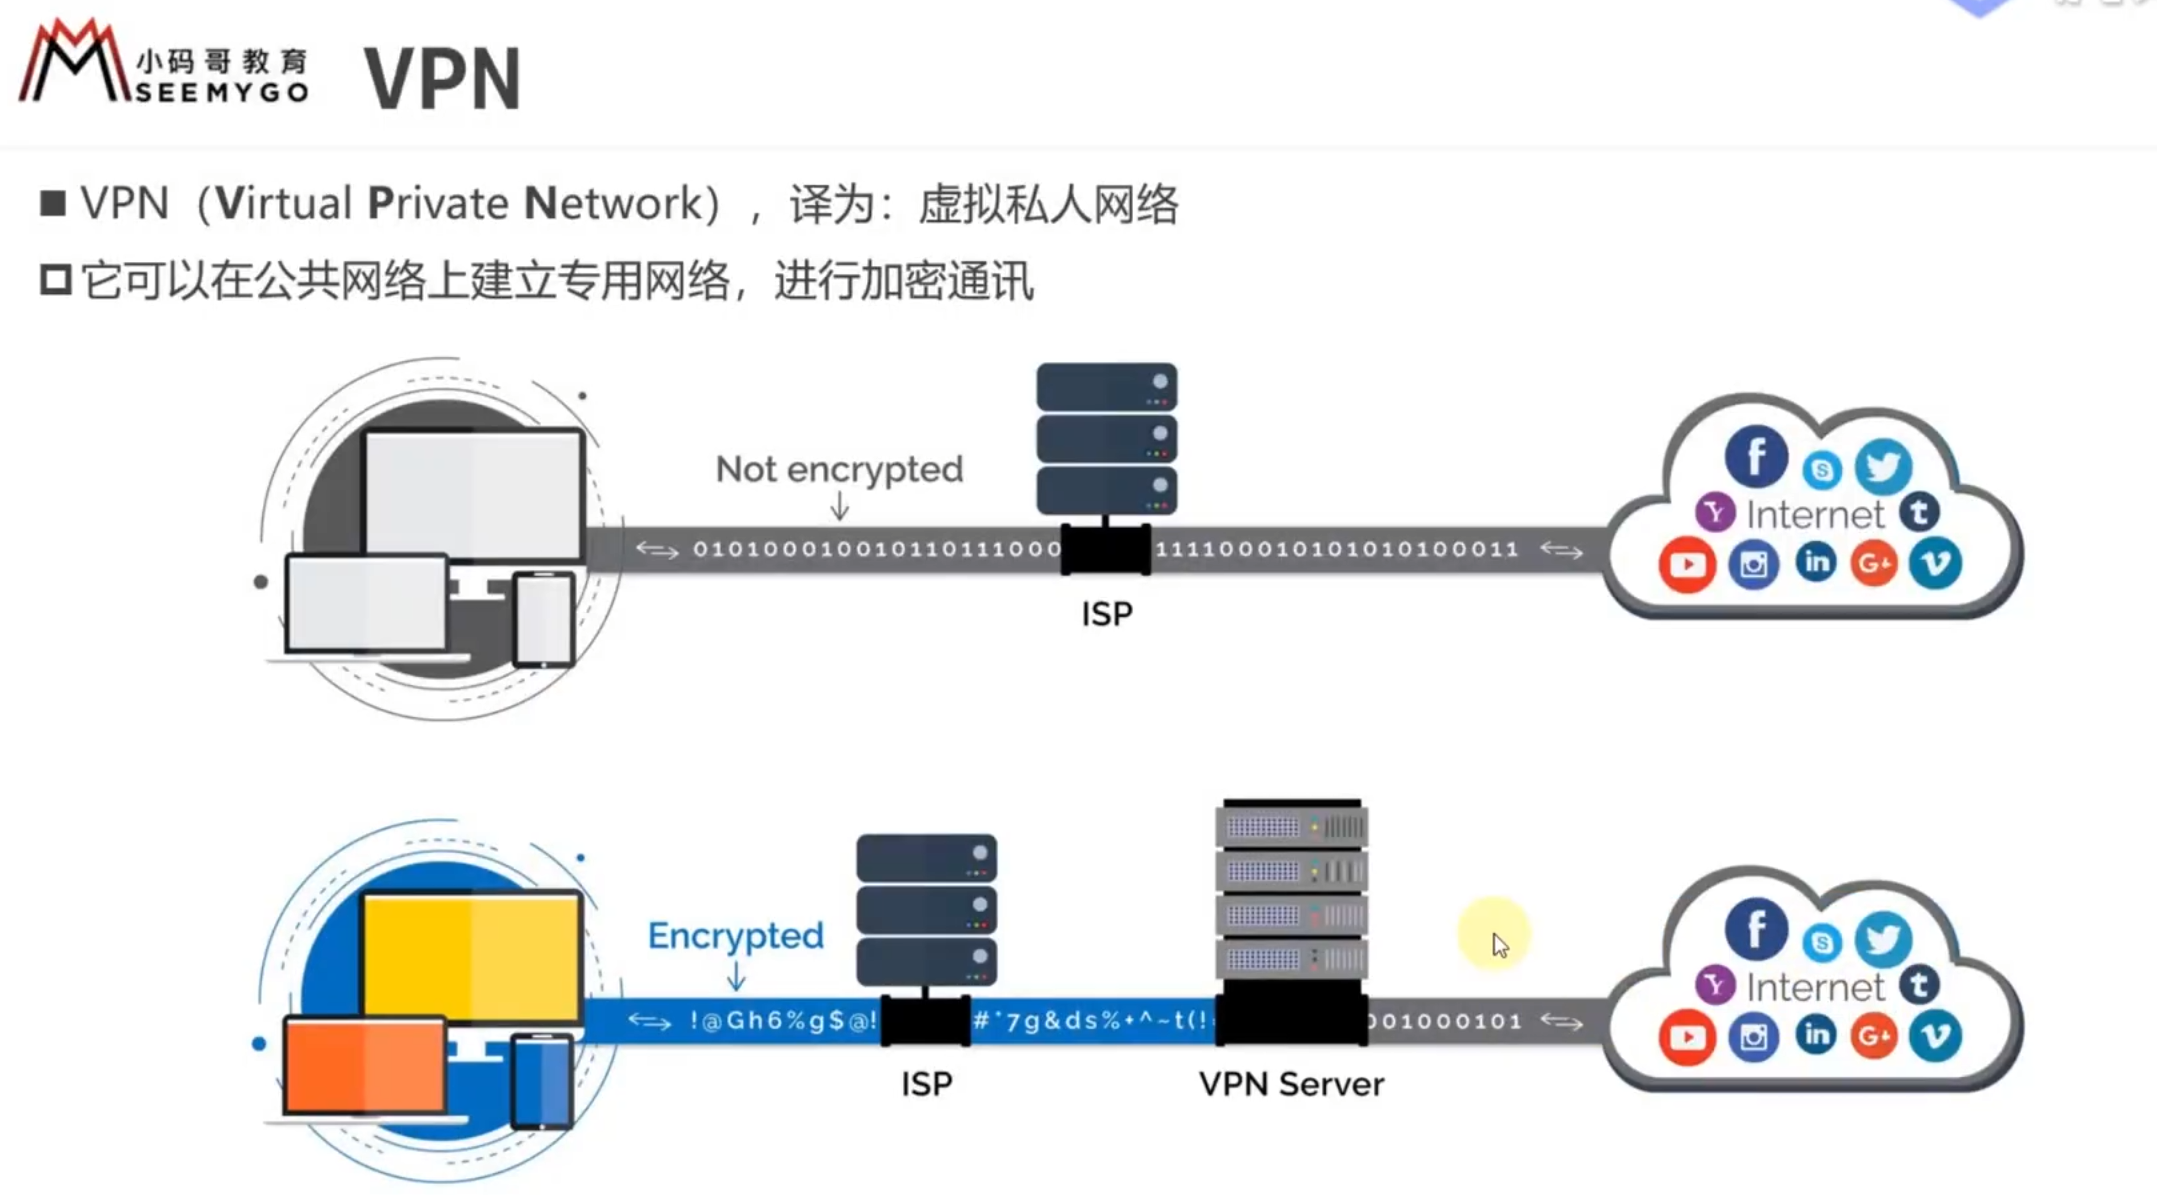 小码哥教育
SEEMYGO
VPN
VPN（Virtual Private Network），译为：虚拟私人网络
它可以在公共网络上建立专用网络，进行加密通讯
Not encrypted
0101000100101101110000
111100010101010100011
Internet
ISP
Encrypted
!@Gh6%g$@!
#*7g&ds%+^~t(!
001000101
Internet
ISP
VPN Server